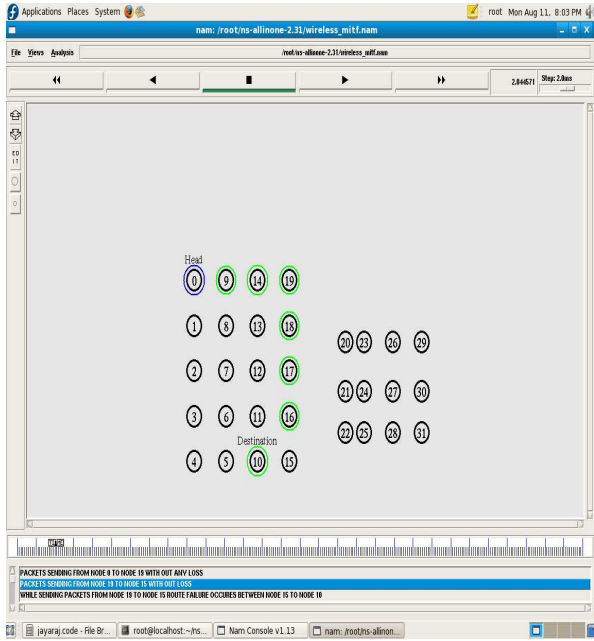 Applications Places System root Mon Aug 11, 8:03 PM
nam: /root/ns-allinone-2.31/wireless_mitf.nam
File Views Analysis /root/ns-allinone-2.31/wireless_mitf.nam
2.044571 Step: 2.0ms
ED
IT
Head
0 9 14 19
1 8 13 18
20 23 26 29
2 7 12 17
21 24 27 30
3 6 11 16
22 25 28 31
Destination
4 5 10 15
PACKETS SENDING FROM NODE 0 TO NODE 19 WITH OUT ANY LOSS
PACKETS SENDING FROM NODE 19 TO NODE 15 WITH OUT LOSS
WHILE SENDING PACKETS FROM NODE 19 TO NODE 15 ROUTE FAILURE OCCURES BETWEEN NODE 15 TO NODE 10
jayaraj.code - File Br... root@localhost:~/ns... Nam Console v1.13 nam: /root/ns-allinon...